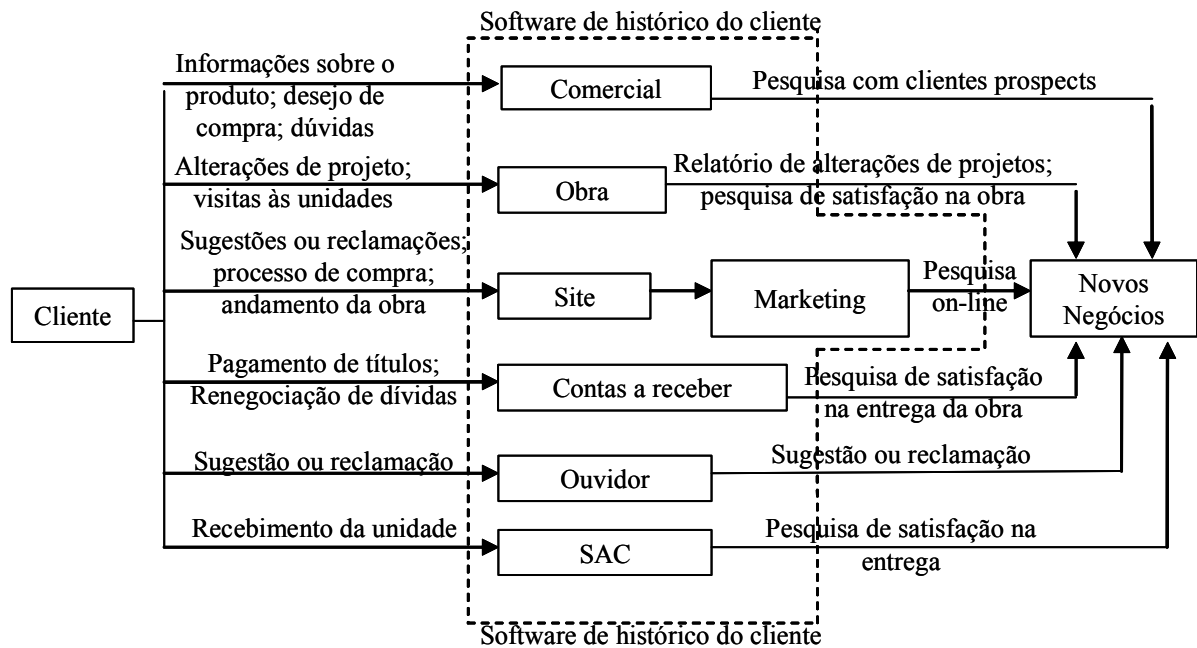 Software de histórico do cliente
Informações sobre o
produto; desejo de
compra; dúvidas
Comercial
Pesquisa com clientes prospects
Alterações de projeto;
visitas às unidades
Obra
Relatório de alterações de projetos;
pesquisa de satisfação na obra
Sugestões ou reclamações;
processo de compra;
andamento da obra
Cliente
Site
Marketing
Pesquisa
on-line
Novos
Negócios
Pagamento de títulos;
Renegociação de dívidas
Contas a receber
Pesquisa de satisfação
na entrega da obra
Sugestão ou reclamação
Ouvidor
Sugestão ou reclamação
Recebimento da unidade
SAC
Pesquisa de satisfação na
entrega
Software de histórico do cliente